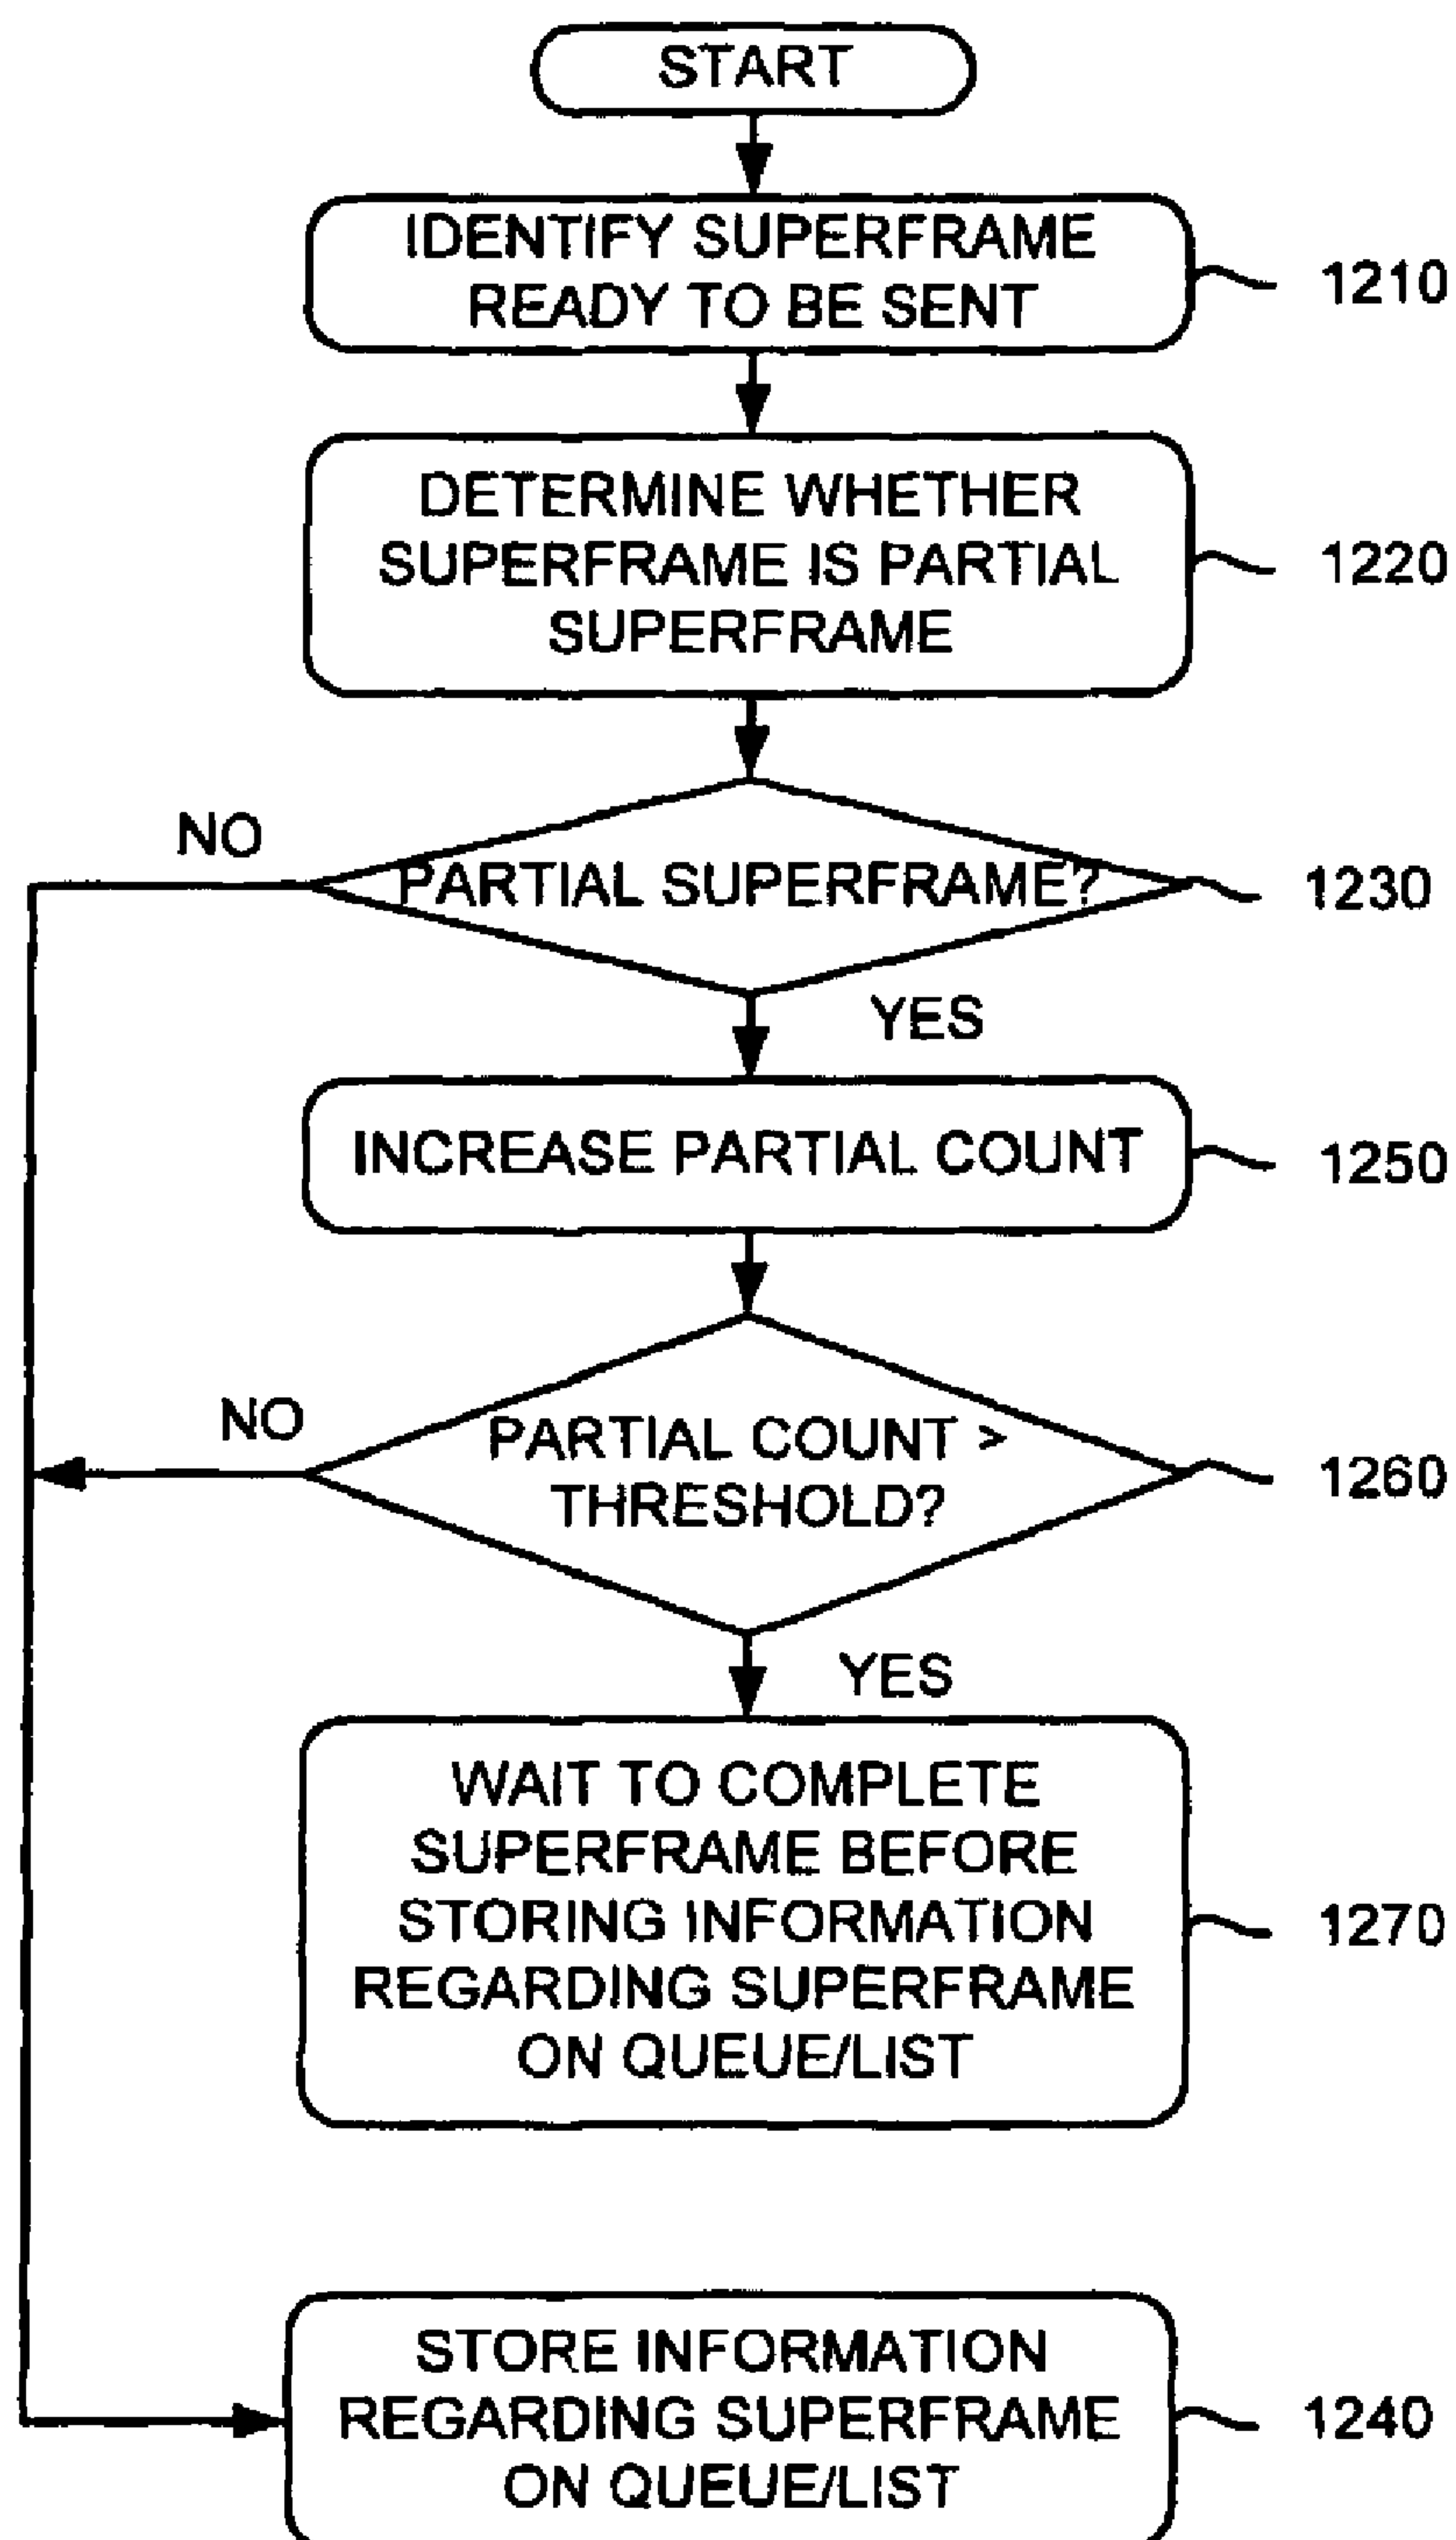 START
IDENTIFY SUPERFRAME
READY TO BE SENT
1210
DETERMINE WHETHER
SUPERFRAME IS PARTIAL
SUPERFRAME
1220
NO
PARTIAL SUPERFRAME?
1230
YES
INCREASE PARTIAL COUNT
1250
NO
PARTIAL COUNT >
THRESHOLD?
1260
YES
WAIT TO COMPLETE
SUPERFRAME BEFORE
STORING INFORMATION
REGARDING SUPERFRAME
ON QUEUE/LIST
1270
STORE INFORMATION
REGARDING SUPERFRAME
ON QUEUE/LIST
1240